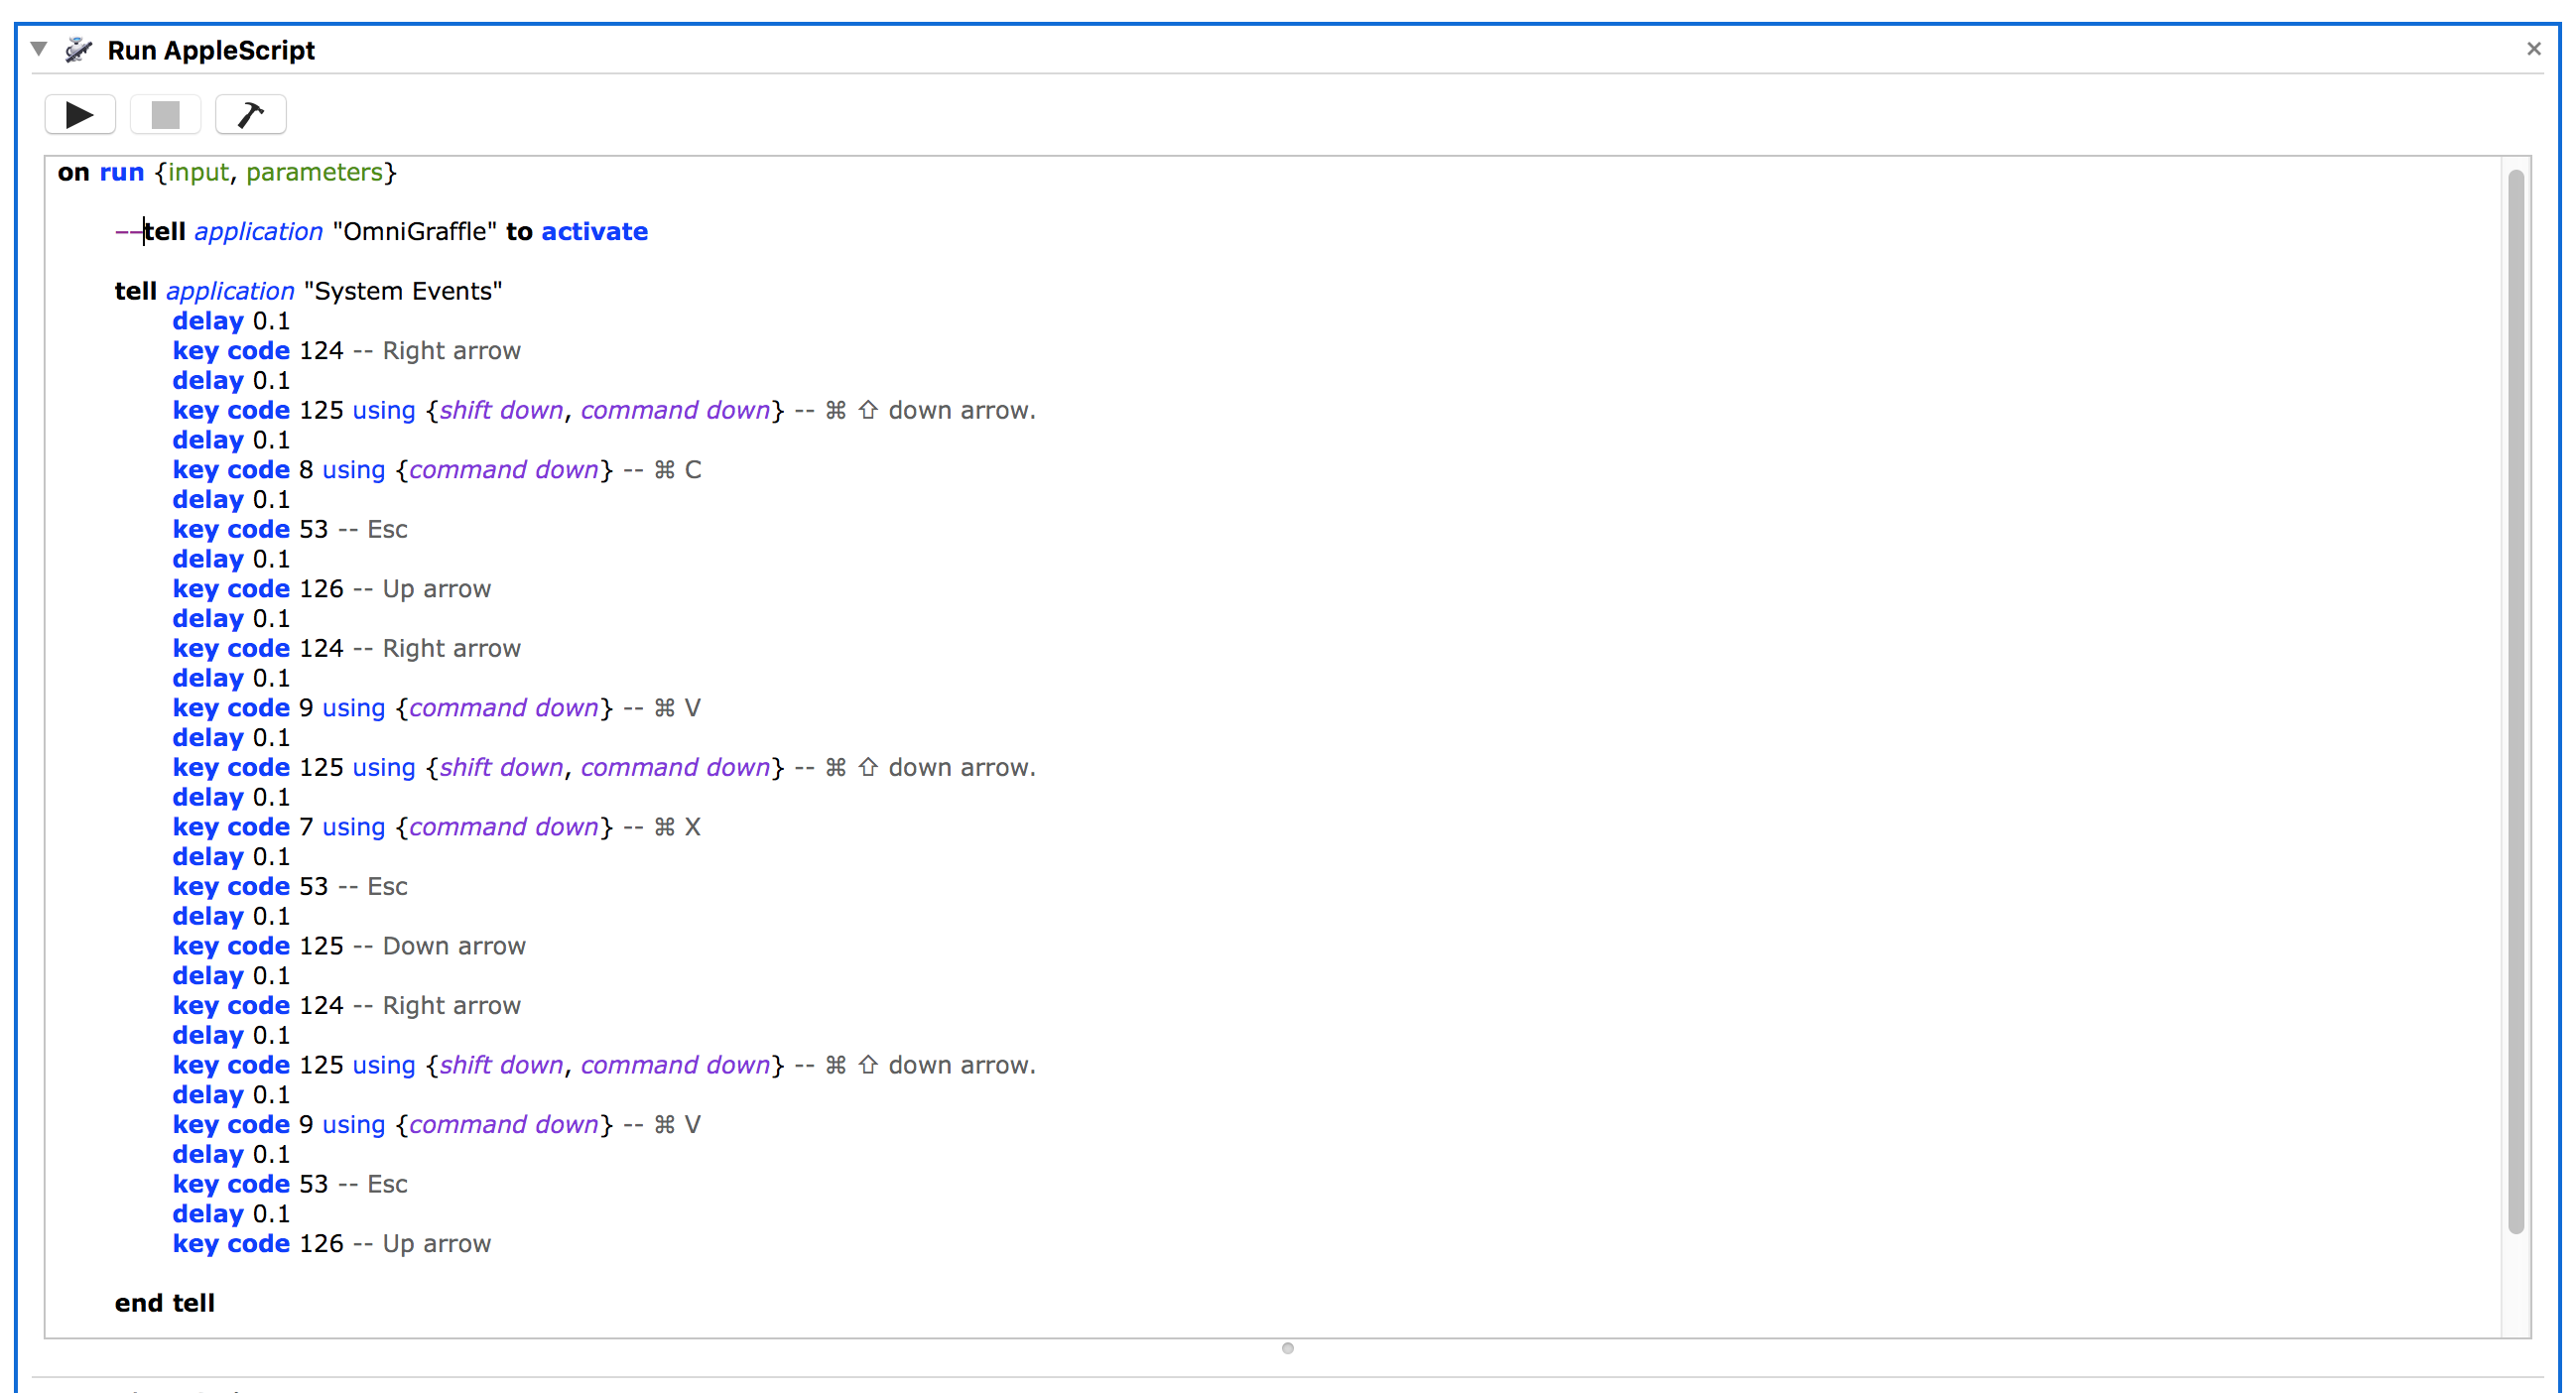 Run AppleScript
on run {input, parameters}
--tell application "OmniGraffle" to activate
tell application "System Events"
delay 0.1
key code 124 -- Right arrow
delay 0.1
key code 125 using {shift down, command down} -- ⌘ ⇧ down arrow.
delay 0.1
key code 8 using {command down} -- ⌘ C
delay 0.1
key code 53 -- Esc
delay 0.1
key code 126 -- Up arrow
delay 0.1
key code 124 -- Right arrow
delay 0.1
key code 9 using {command down} -- ⌘ V
delay 0.1
key code 125 using {shift down, command down} -- ⌘ ⇧ down arrow.
delay 0.1
key code 7 using {command down} -- ⌘ X
delay 0.1
key code 53 -- Esc
delay 0.1
key code 125 -- Down arrow
delay 0.1
key code 124 -- Right arrow
delay 0.1
key code 125 using {shift down, command down} -- ⌘ ⇧ down arrow.
delay 0.1
key code 9 using {command down} -- ⌘ V
delay 0.1
key code 53 -- Esc
delay 0.1
key code 126 -- Up arrow
end tell